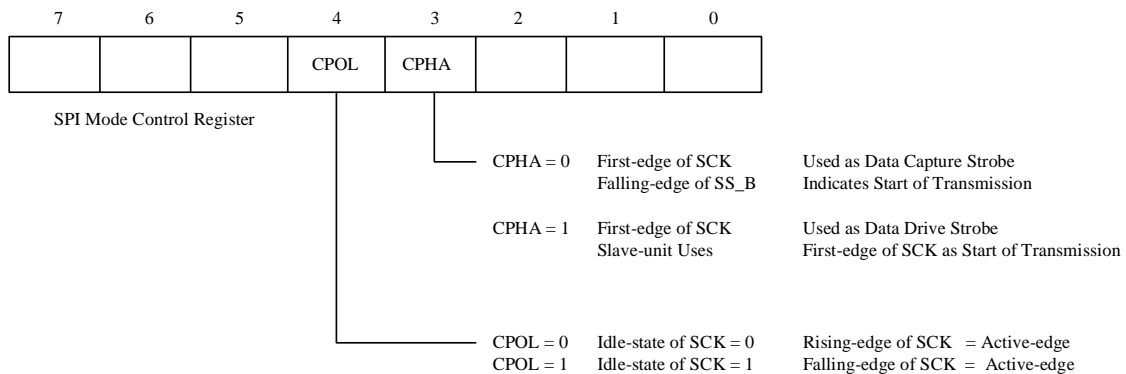 7 6 5 4 3 2 1 0
CPOL CPHA
SPI Mode Control Register
CPHA = 0 First-edge of SCK Used as Data Capture Strobe
Falling-edge of SS_B Indicates Start of Transmission
CPHA = 1 First-edge of SCK Used as Data Drive Strobe
Slave-unit Uses First-edge of SCK as Start of Transmission
CPOL = 0 Idle-state of SCK = 0 Rising-edge of SCK = Active-edge
CPOL = 1 Idle-state of SCK = 1 Falling-edge of SCK = Active-edge